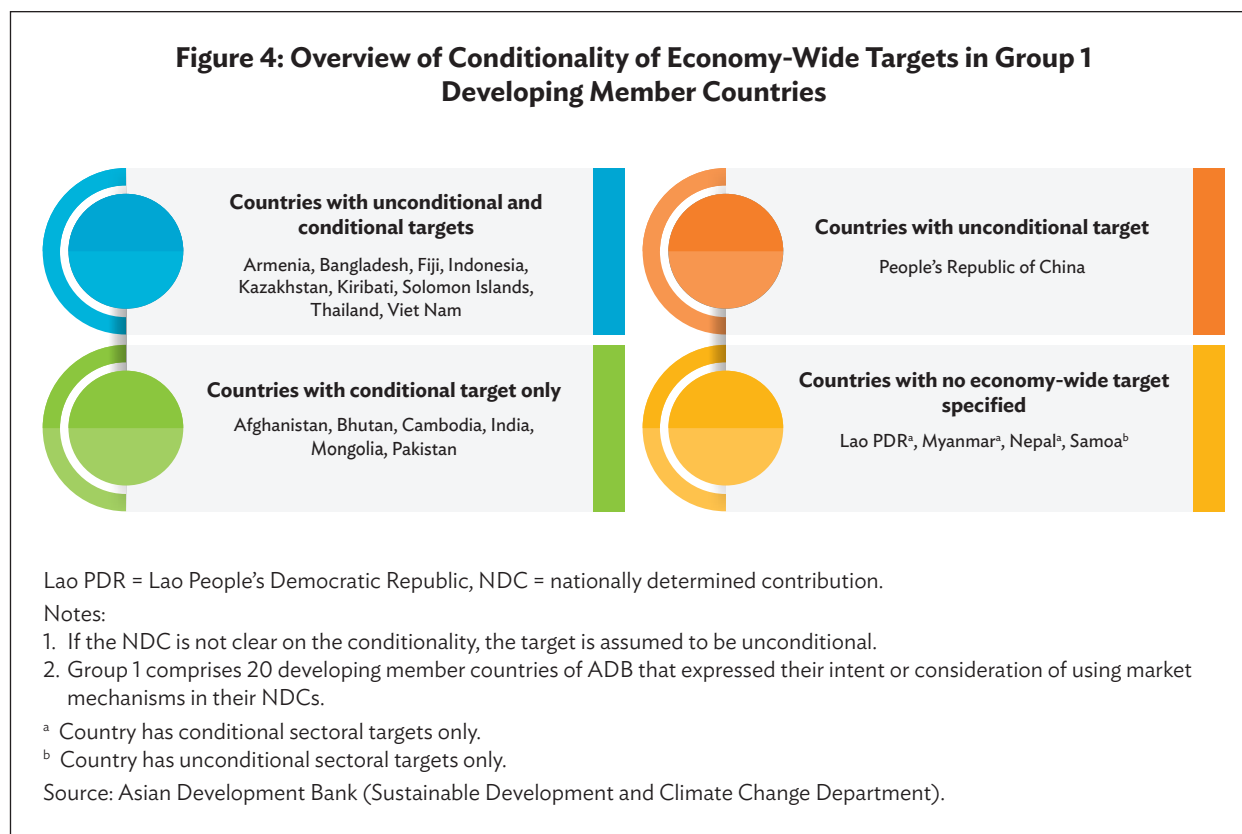 Figure 4: Overview of Conditionality of Economy-Wide Targets in Group 1
Developing Member Countries
Countries with unconditional and
conditional targets
Armenia, Bangladesh, Fiji, Indonesia,
Kazakhstan, Kiribati, Solomon Islands,
Thailand, Viet Nam
Countries with unconditional target
People’s Republic of China
Countries with conditional target only
Afghanistan, Bhutan, Cambodia, India,
Mongolia, Pakistan
Countries with no economy-wide target
specified
Lao PDRᵃ, Myanmarᵃ, Nepalᵃ, Samoaᵇ
Lao PDR = Lao People’s Democratic Republic, NDC = nationally determined contribution.
Notes:
1. If the NDC is not clear on the conditionality, the target is assumed to be unconditional.
2. Group 1 comprises 20 developing member countries of ADB that expressed their intent or consideration of using market
mechanisms in their NDCs.
ᵃ Country has conditional sectoral targets only.
ᵇ Country has unconditional sectoral targets only.
Source: Asian Development Bank (Sustainable Development and Climate Change Department).